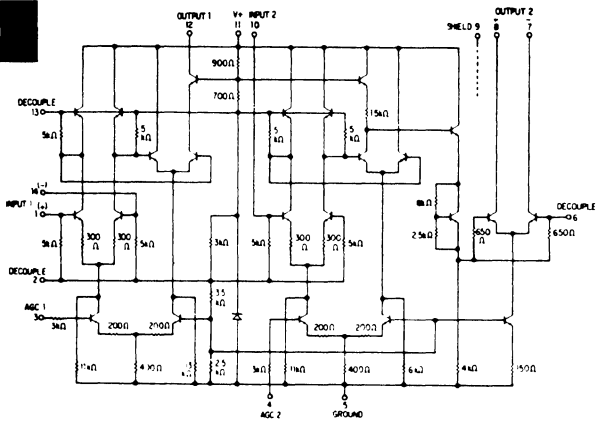 OUTPUT 1
12
V+
11
INPUT 2
10
SHIELD 9
OUTPUT 2
+
8
-
7
900Ω
700Ω
1.5kΩ
DECOUPLE
13
5kΩ
5
kΩ
5
kΩ
5
kΩ
14 (-)
INPUT 1
1 (+)
300
Ω
300
Ω
5kΩ
5kΩ
3kΩ
5kΩ
300
Ω
300
Ω
5kΩ
2.5kΩ
650
Ω
650Ω
DECOUPLE
6
DECOUPLE
2
3.5
kΩ
AGC 1
3
3kΩ
200Ω
200Ω
200Ω
200Ω
11kΩ
400Ω
kΩ
2.5
kΩ
3kΩ
11kΩ
400Ω
6kΩ
4kΩ
150Ω
4
AGC 2
5
GROUND